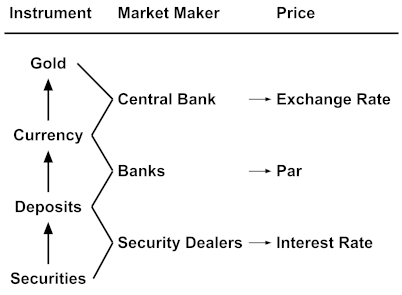 Instrument Market Maker Price
Gold
Central Bank Exchange Rate
Currency
Banks Par
Deposits
Security Dealers Interest Rate
Securities